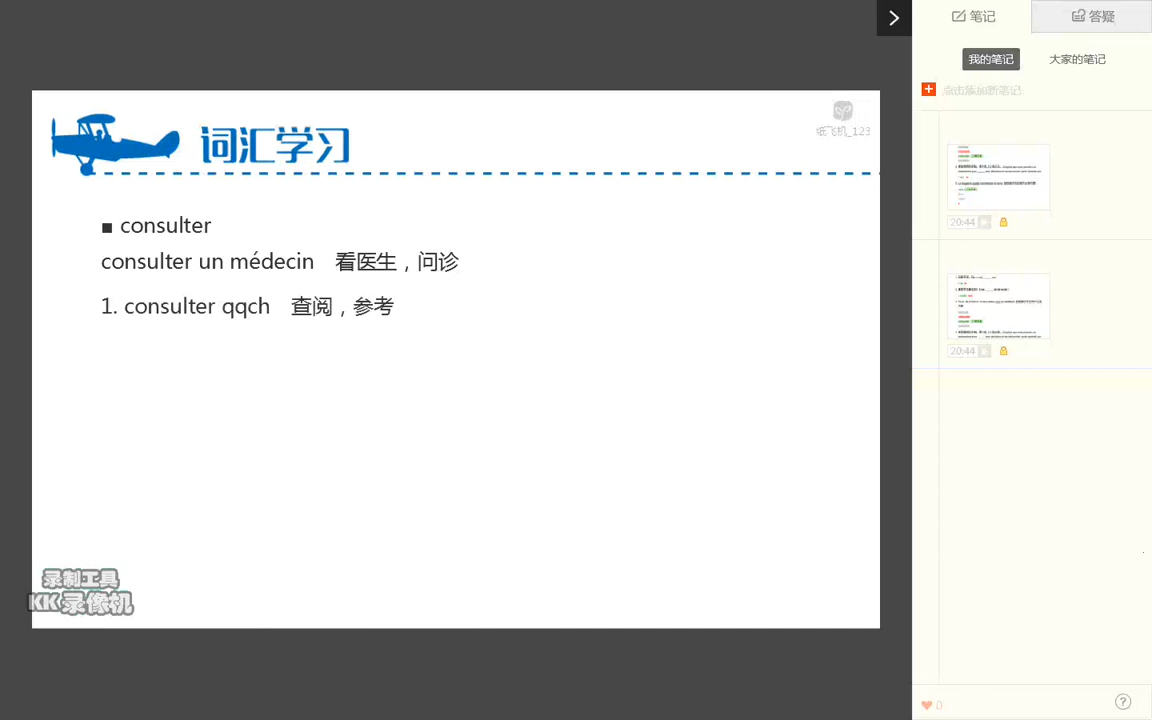 笔记
答疑
我的笔记
大家的笔记
点击添加新笔记
词汇学习
纸飞机_123
■ consulter
consulter un médecin 看医生，问诊
1. consulter qqch 查阅，参考
20:44
20:44
录制工具
KK录像机
0